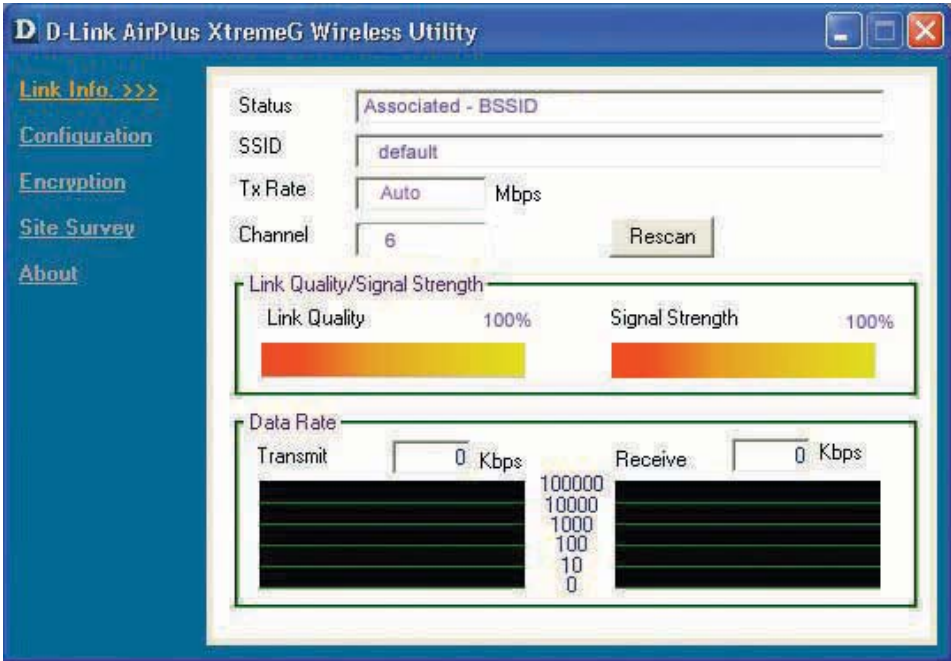 D D-Link AirPlus XtremeG Wireless Utility
Link Info. >>>
Configuration
Encryption
Site Survey
About
Status Associated - BSSID
SSID default
Tx Rate Auto Mbps
Channel 6 Rescan
Link Quality/Signal Strength
Link Quality 100% Signal Strength 100%
Data Rate
Transmit 0 Kbps Receive 0 Kbps
100000
10000
1000
100
10
0